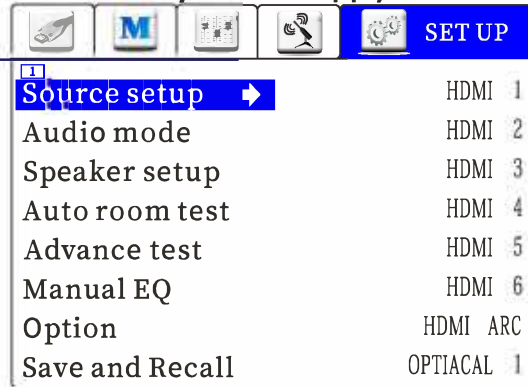 M
SET UP
1
Source setup HDMI 1
Audio mode HDMI 2
Speaker setup HDMI 3
Auto room test HDMI 4
Advance test HDMI 5
Manual EQ HDMI 6
Option HDMI ARC
Save and Recall OPTIACAL 1